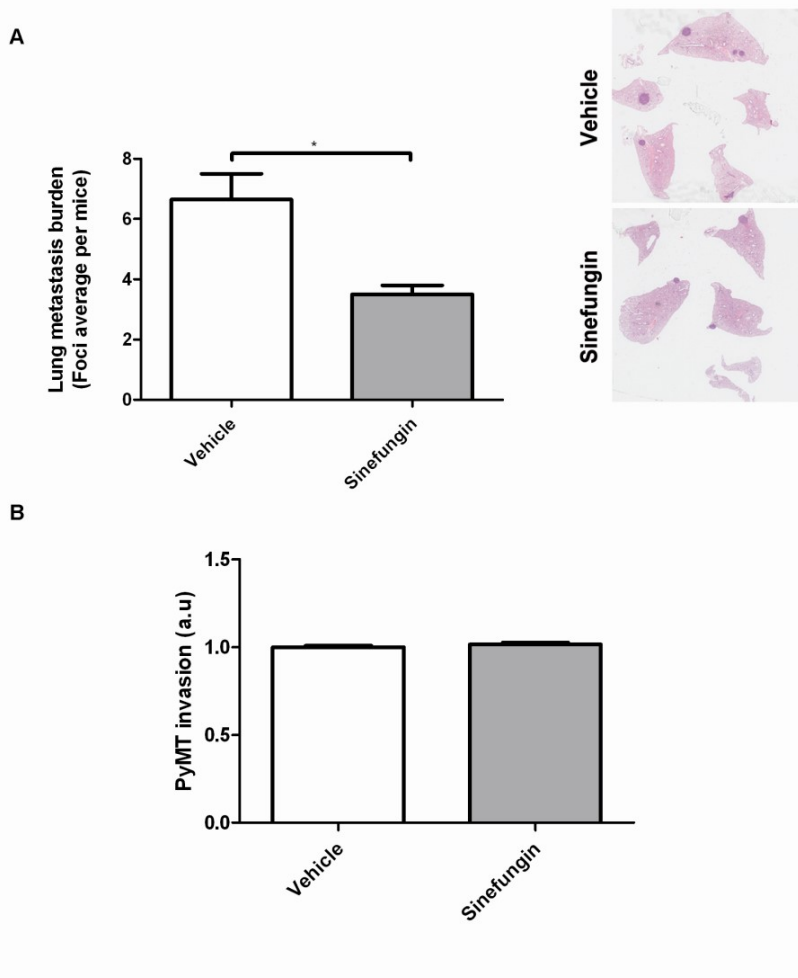 A
Lung metastasis burden
(Foci average per mice)
8
6
4
2
0
*
Vehicle
Sinefungin
Vehicle
Sinefungin
B
PyMT invasion (a.u)
1.5
1.0
0.5
0.0
Vehicle
Sinefungin